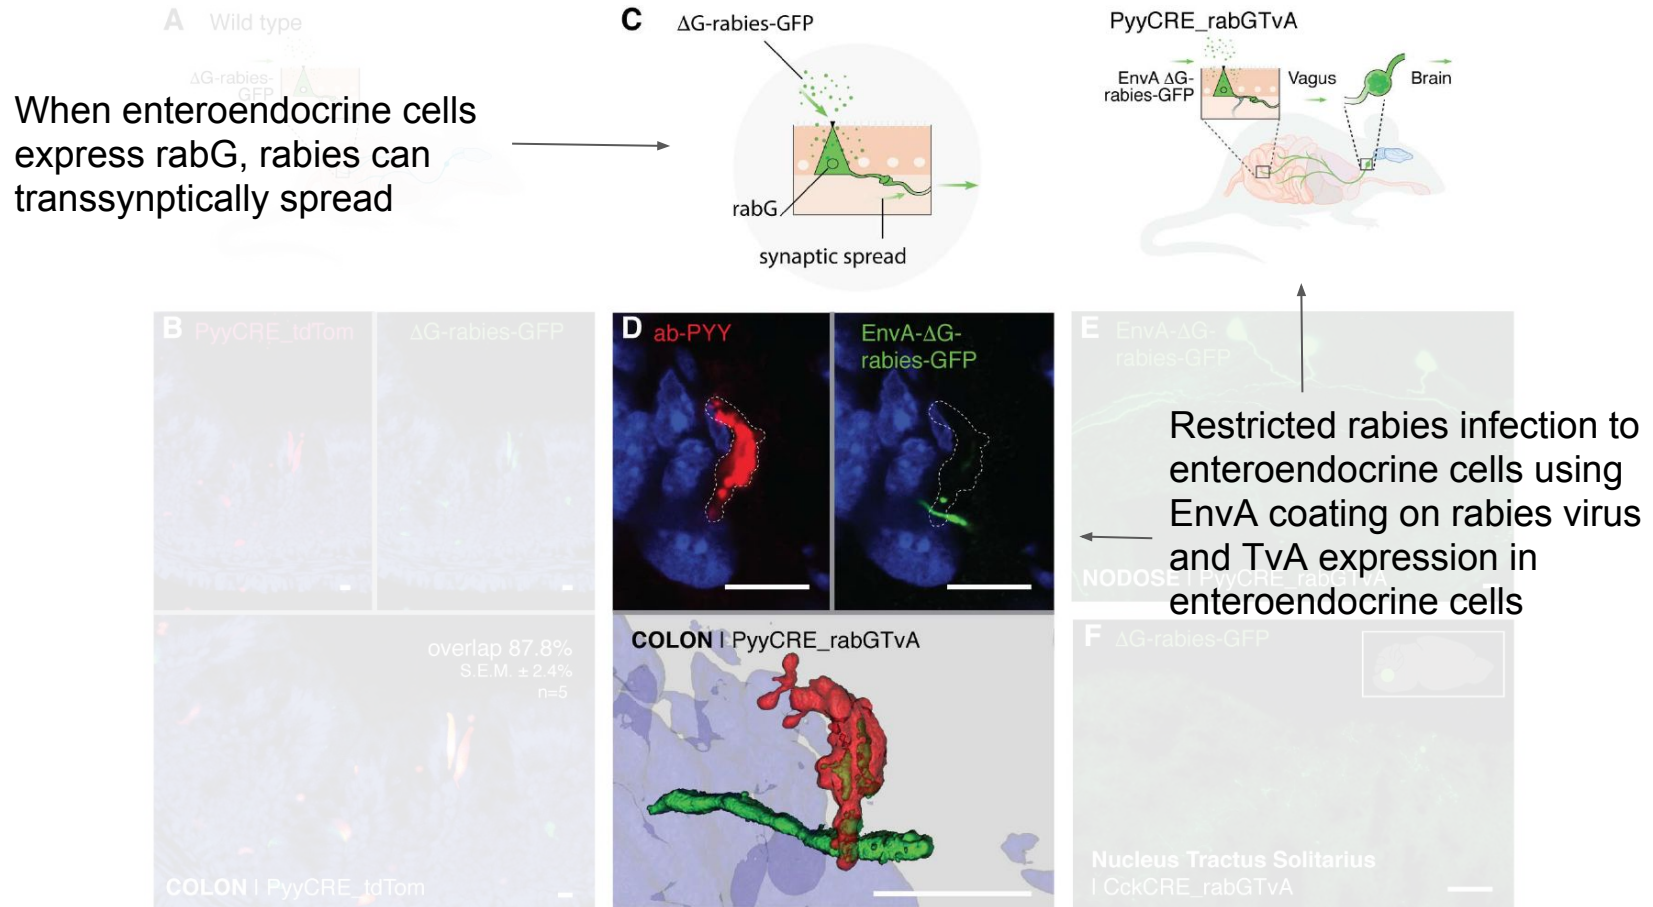 A Wild type
ΔG-rabies-
GFP
When enteroendocrine cells
express rabG, rabies can
transsynptically spread
C
ΔG-rabies-GFP
rabG
synaptic spread
PyyCRE_rabGTvA
EnvA ΔG-
rabies-GFP
Vagus
Brain
B PyyCRE_tdTom
ΔG-rabies-GFP
overlap 87.8%
S.E.M. ± 2.4%
n=5
COLON | PyyCRE_tdTom
D ab-PYY
EnvA-ΔG-
rabies-GFP
COLON | PyyCRE_rabGTvA
E EnvA-ΔG-
rabies-GFP
NODOSE | PyyCRE_rabGTvA
Restricted rabies infection to
enteroendocrine cells using
EnvA coating on rabies virus
and TvA expression in
enteroendocrine cells
F ΔG-rabies-GFP
Nucleus Tractus Solitarius
| CckCRE_rabGTvA